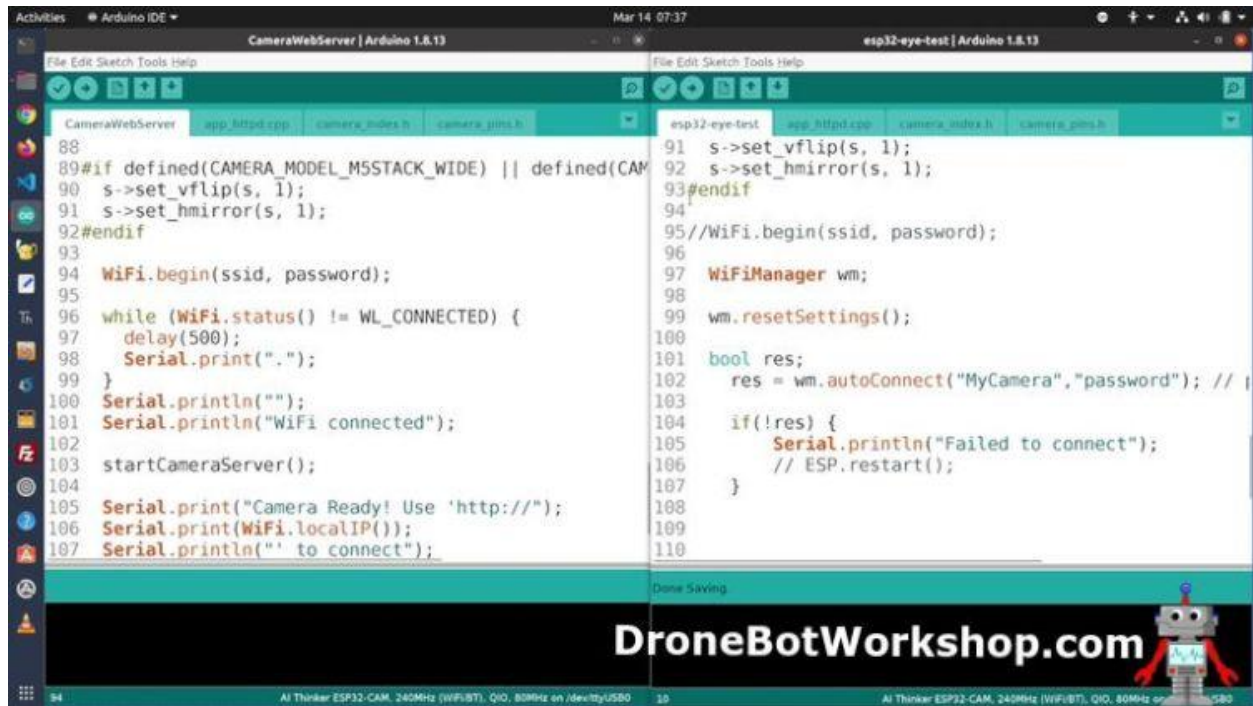 Activities Arduino IDE Mar 14 07:37
CameraWebServer | Arduino 1.8.13
File Edit Sketch Tools Help
CameraWebServer app_httpd.cpp camera_index.h camera_pins.h
88
89 #if defined(CAMERA_MODEL_M5STACK_WIDE) || defined(CAM
90 s->set_vflip(s, 1);
91 s->set_hmirror(s, 1);
92 #endif
93
94 WiFi.begin(ssid, password);
95
96 while (WiFi.status() != WL_CONNECTED) {
97 delay(500);
98 Serial.print(".");
99 }
100 Serial.println("");
101 Serial.println("WiFi connected");
102
103 startCameraServer();
104
105 Serial.print("Camera Ready! Use 'http://");
106 Serial.print(WiFi.localIP());
107 Serial.println("' to connect");
94 AI Thinker ESP32-CAM, 240MHz (WiFi/BT), QIO, 80MHz on /dev/ttyUSB0
esp32-eye-test | Arduino 1.8.13
File Edit Sketch Tools Help
esp32-eye-test app_httpd.cpp camera_index.h camera_pins.h
91 s->set_vflip(s, 1);
92 s->set_hmirror(s, 1);
93 #endif
94
95 //WiFi.begin(ssid, password);
96
97 WiFiManager wm;
98
99 wm.resetSettings();
100
101 bool res;
102 res = wm.autoConnect("MyCamera","password"); //
103
104 if(!res) {
105 Serial.println("Failed to connect");
106 // ESP.restart();
107 }
108
109
110
Done Saving.
DroneBotWorkshop.com
10 AI Thinker ESP32-CAM, 240MHz (WiFi/BT), QIO, 80MHz